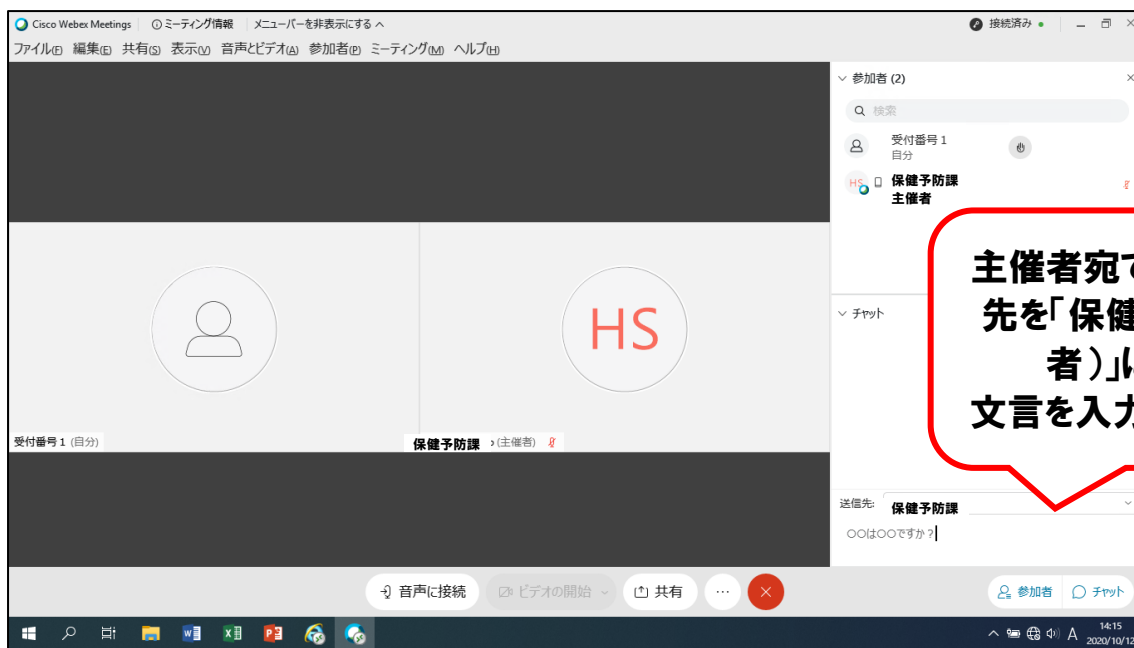 Cisco Webex Meetings ミーティング情報 メニューバーを非表示にする
接続済み
ファイル(F) 編集(E) 共有(S) 表示(V) 音声とビデオ(A) 参加者(P) ミーティング(M) ヘルプ(H)
参加者 (2)
検索
受付番号 1
自分
HS 保健予防課
主催者
HS
受付番号 1 (自分)
保健予防課 (主催者)
チャット
主催者宛て
先を「保健
者)」に
文言を入力
送信先: 保健予防課
〇〇は〇〇ですか?
音声に接続 ビデオの開始 共有 ...
参加者 チャット
A 14:15
2020/10/12